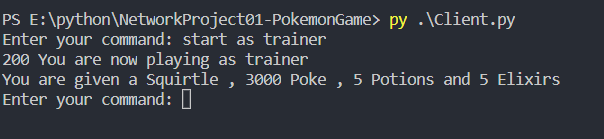 PS E:\python\NetworkProject01-PokemonGame> py .\Client.py
Enter your command: start as trainer
200 You are now playing as trainer
You are given a Squirtle , 3000 Poke , 5 Potions and 5 Elixirs
Enter your command: